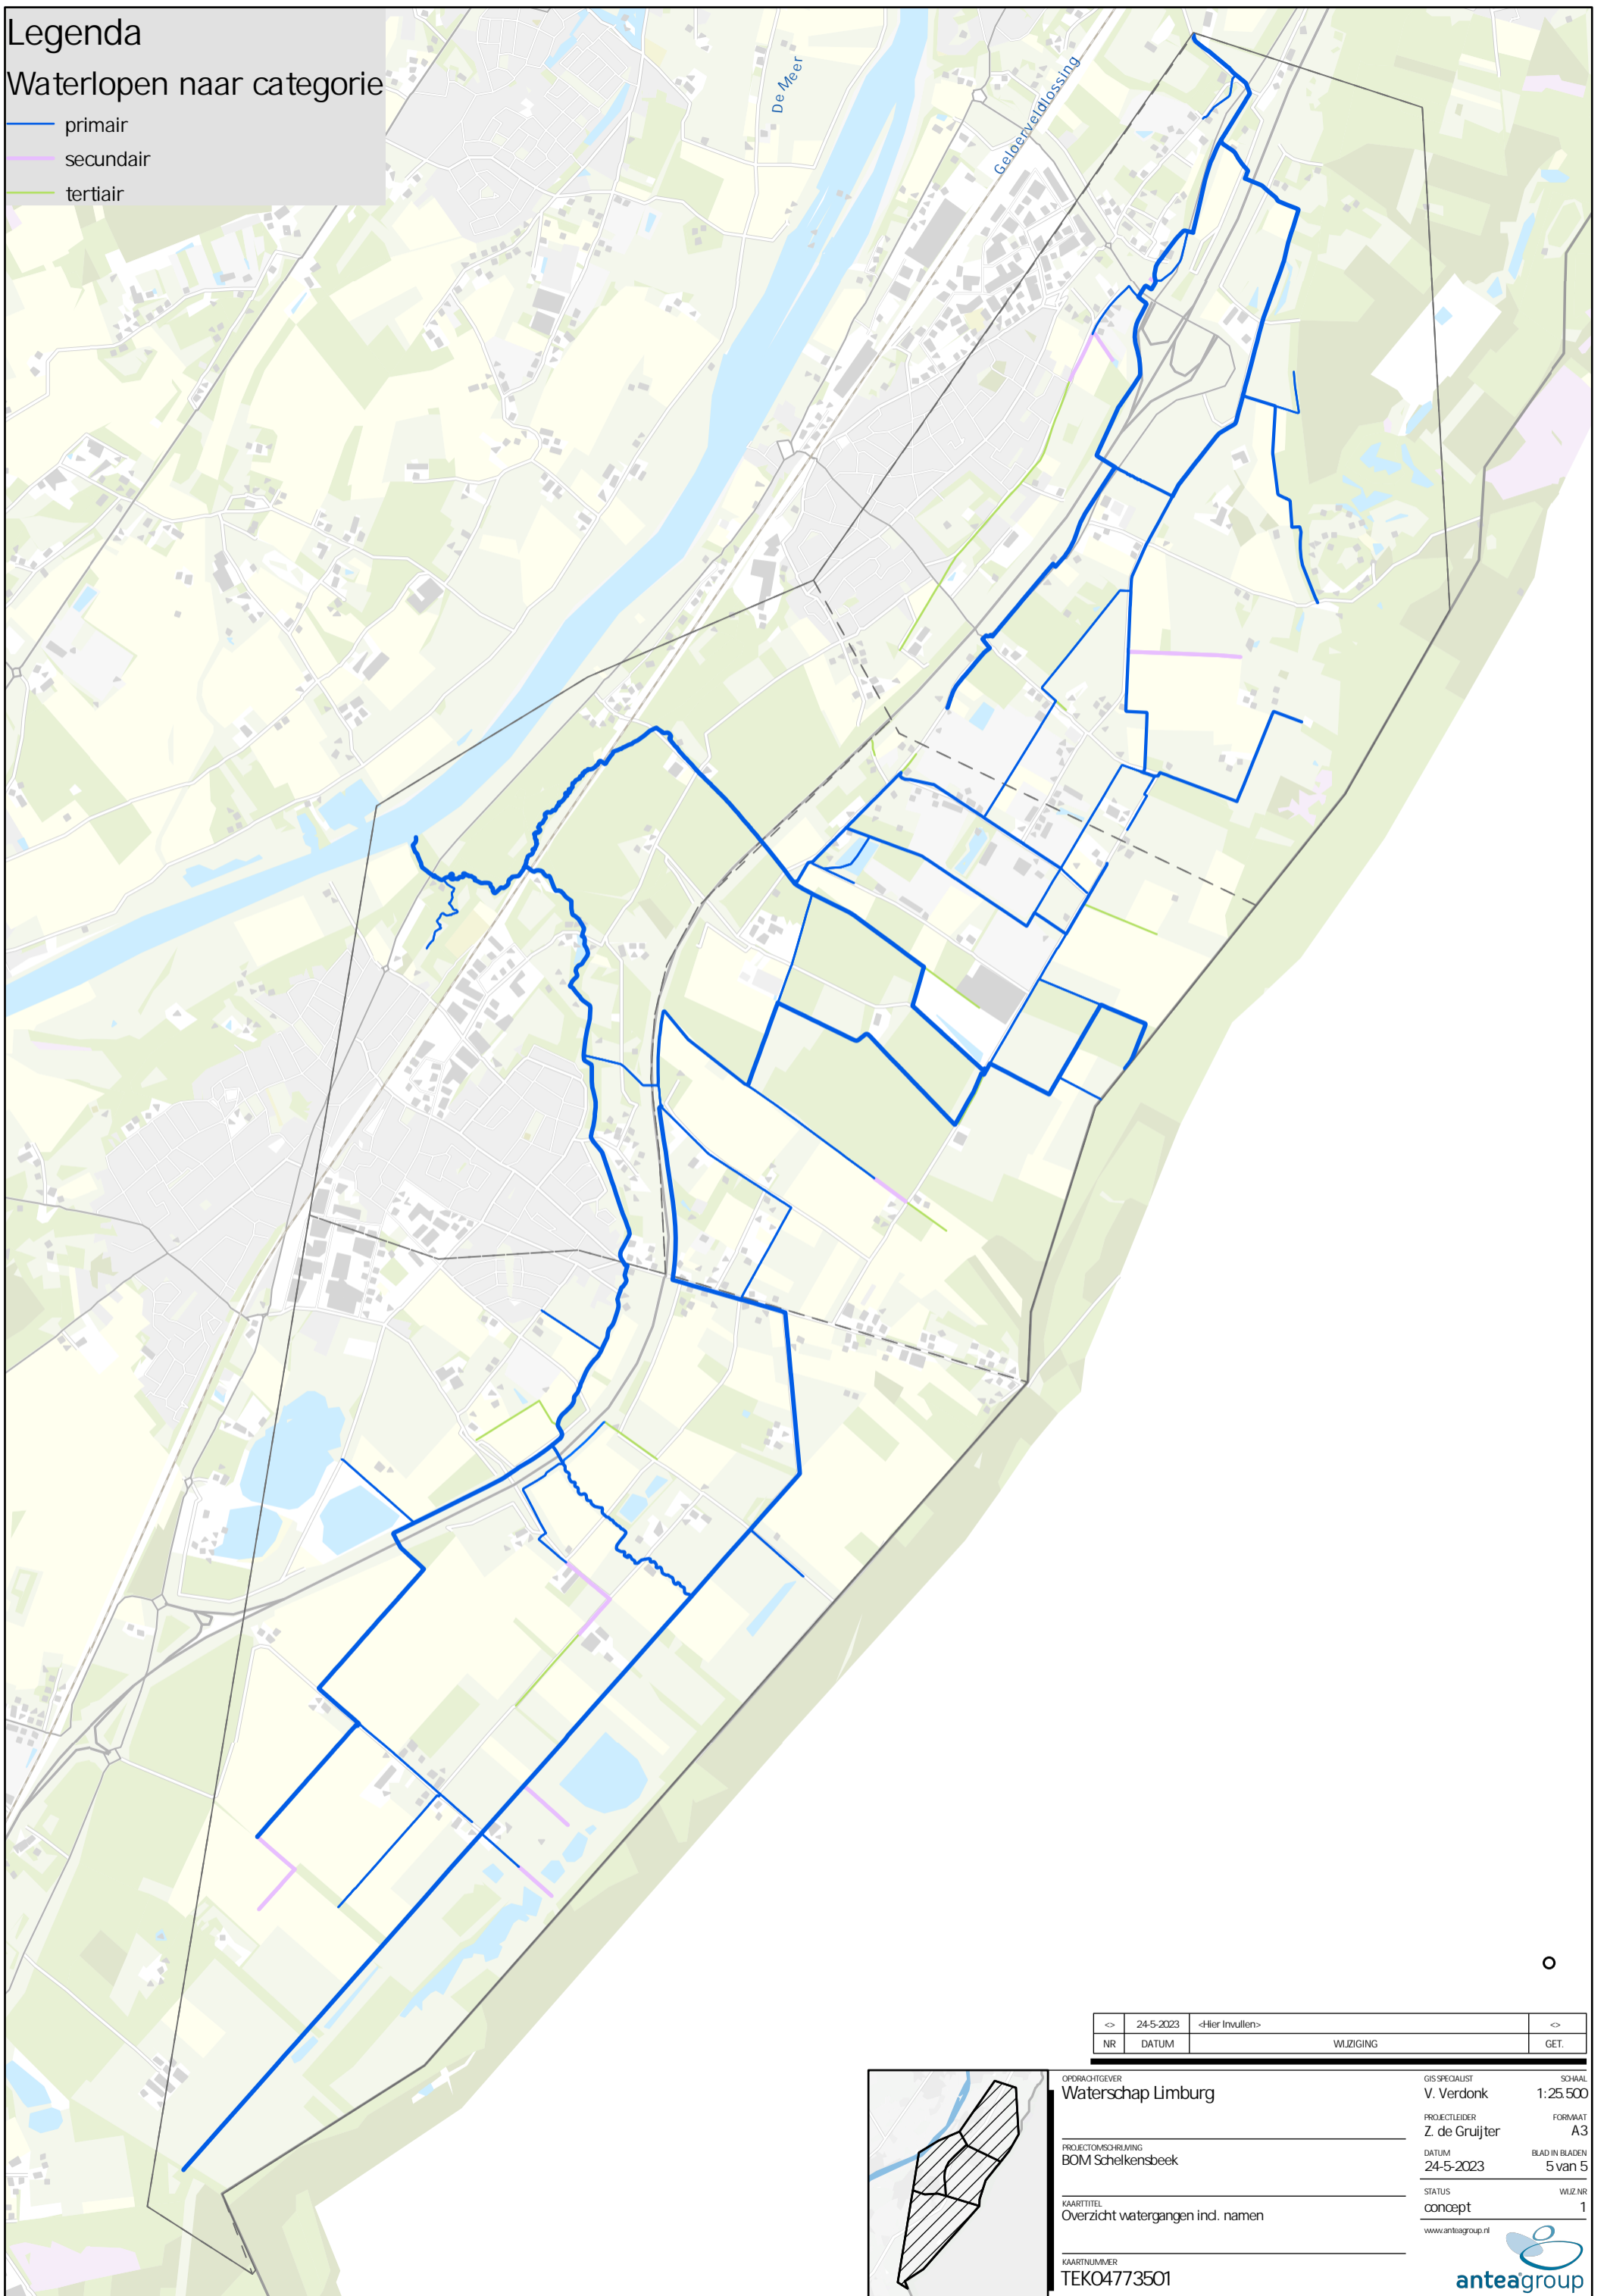 Legenda
Waterlopen naar categorie
primair
secundair
tertiair
De Meer
Geloerveldlossing
<> 24-5-2023 <Hier Invullen> <>
NR DATUM WIJZIGING GET.
OPDRACHTGEVER
Waterschap Limburg
PROJECTOMSCHRIJVING
BOM Schelkensbeek
KAARTTITEL
Overzicht watergangen incl. namen
KAARTNUMMER
TEK04773501
GIS SPECIALIST SCHAAL
V. Verdonk 1:25.500
PROJECTLEIDER FORMAAT
Z. de Gruijter A3
DATUM BLAD IN BLADEN
24-5-2023 5 van 5
STATUS WIJZ.NR
concept 1
www.anteagroup.nl
anteagroup